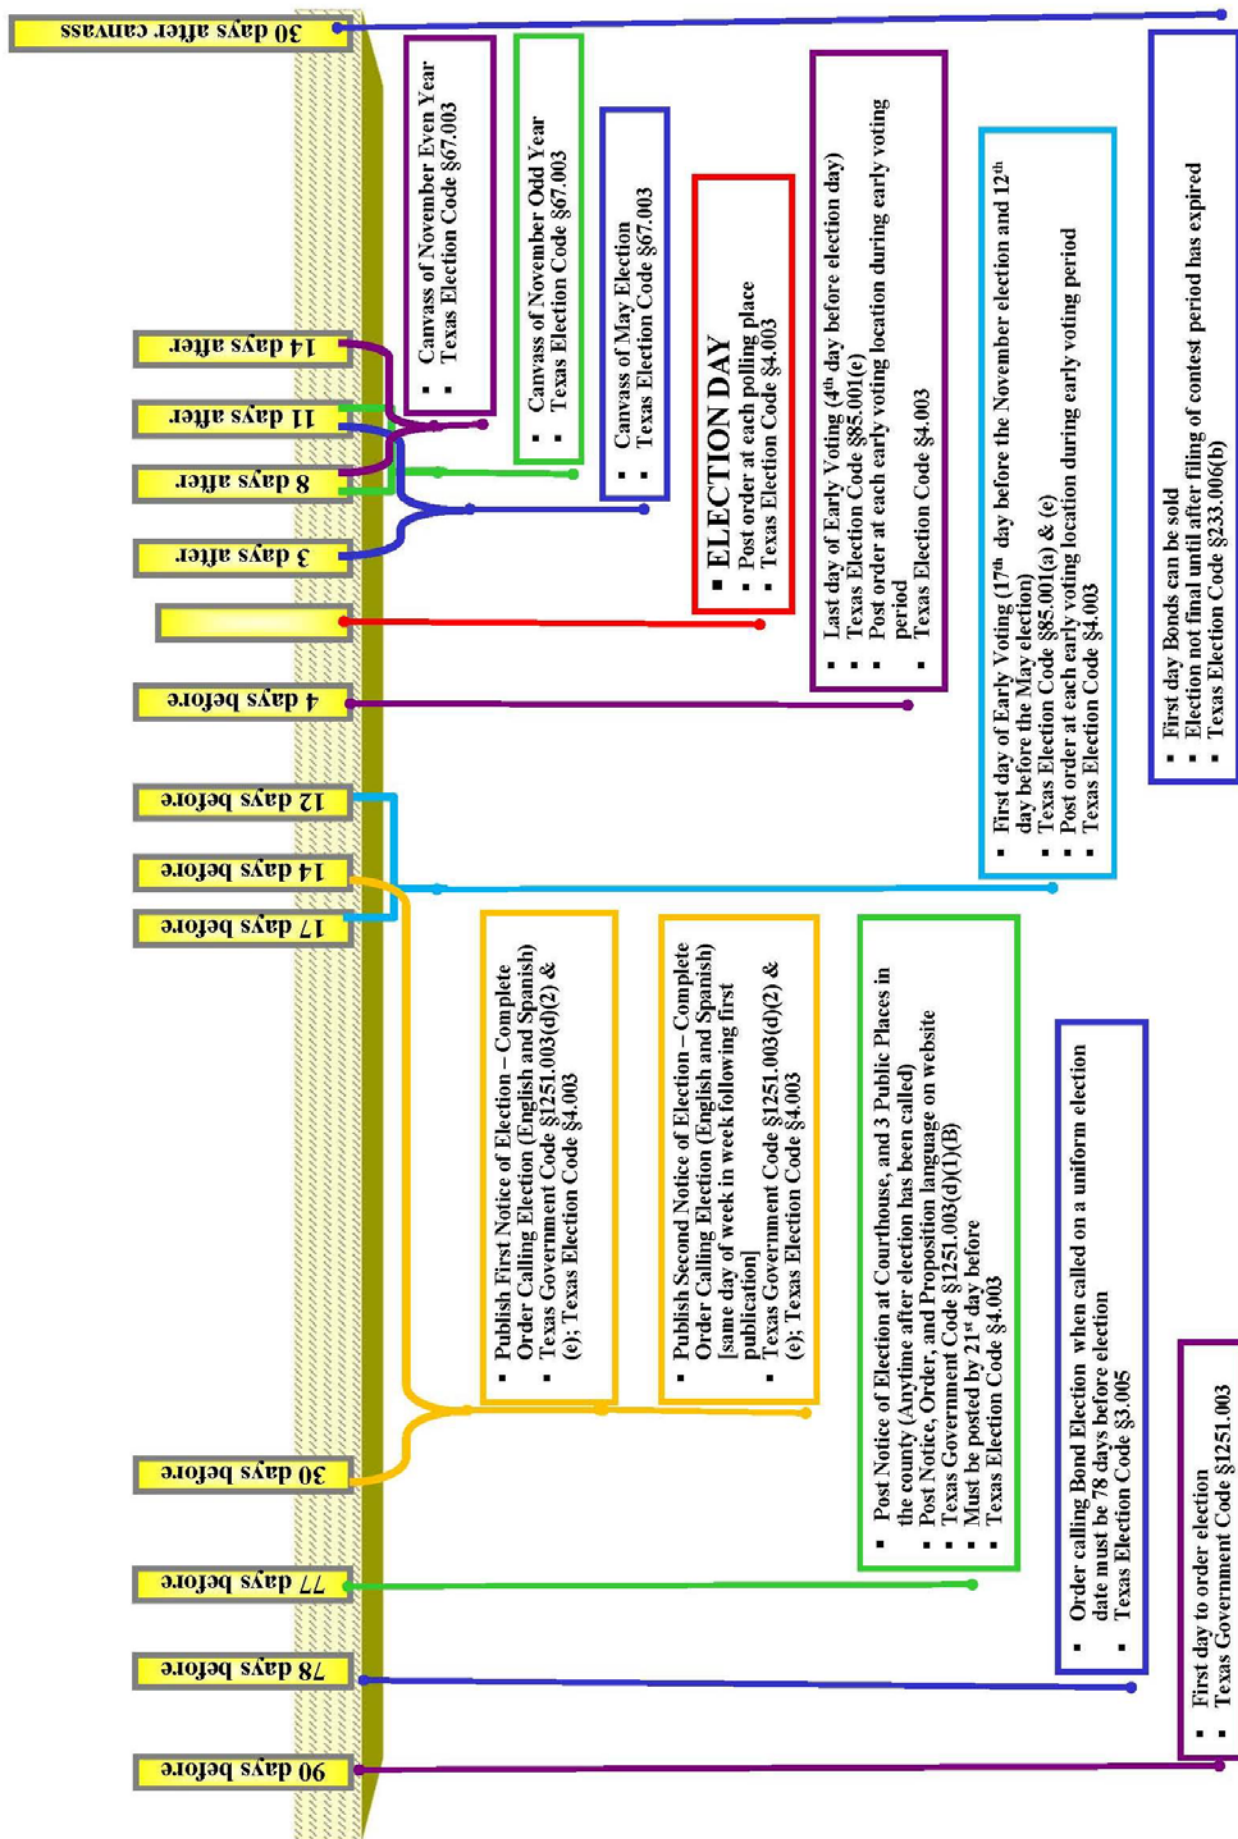 90 days before
78 days before
77 days before
30 days before
17 days before
14 days before
12 days before
4 days before
3 days after
8 days after
11 days after
14 days after
30 days after canvass
▪ Canvass of November Even Year
▪ Texas Election Code §67.003
▪ Canvass of November Odd Year
▪ Texas Election Code §67.003
▪ Canvass of May Election
▪ Texas Election Code §67.003
▪ ELECTION DAY
▪ Post order at each polling place
▪ Texas Election Code §4.003
▪ Last day of Early Voting (4th day before election day)
▪ Texas Election Code §85.001(e)
▪ Post order at each early voting location during early voting
period
▪ Texas Election Code §4.003
▪ First day of Early Voting (17th day before the November election and 12th
day before the May election)
▪ Texas Election Code §85.001(a) & (e)
▪ Post order at each early voting location during early voting period
▪ Texas Election Code §4.003
▪ First day Bonds can be sold
▪ Election not final until after filing of contest period has expired
▪ Texas Election Code §233.006(b)
▪ Publish First Notice of Election – Complete
Order Calling Election (English and Spanish)
▪ Texas Government Code §1251.003(d)(2) &
(e); Texas Election Code §4.003
▪ Publish Second Notice of Election – Complete
Order Calling Election (English and Spanish)
[same day of week in week following first
publication]
▪ Texas Government Code §1251.003(d)(2) &
(e); Texas Election Code §4.003
▪ Post Notice of Election at Courthouse, and 3 Public Places in
the county (Anytime after election has been called)
▪ Post Notice, Order, and Proposition language on website
▪ Texas Government Code §1251.003(d)(1)(B)
▪ Must be posted by 21st day before
▪ Texas Election Code §4.003
▪ Order calling Bond Election when called on a uniform election
date must be 78 days before election
▪ Texas Election Code §3.005
▪ First day to order election
▪ Texas Government Code §1251.003